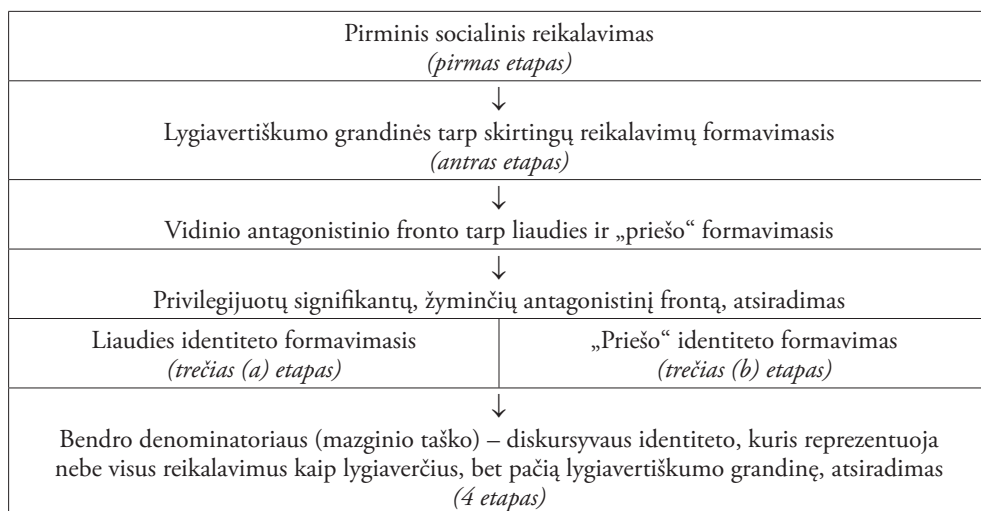 Pirminis socialinis reikalavimas
(pirmas etapas)
↓
Lygiavertiškumo grandinės tarp skirtingų reikalavimų formavimasis
(antras etapas)
↓
Vidinio antagonistinio fronto tarp liaudies ir „priešo“ formavimasis
↓
Privilegijuotų signifikantų, žyminčių antagonistinį frontą, atsiradimas
Liaudies identiteto formavimasis
(trečias (a) etapas)
„Priešo“ identiteto formavimas
(trečias (b) etapas)
↓
Bendro denominatoriaus (mazginio taško) – diskursyvaus identiteto, kuris reprezentuoja
nebe visus reikalavimus kaip lygiaverčius, bet pačią lygiavertiškumo grandinę, atsiradimas
(4 etapas)